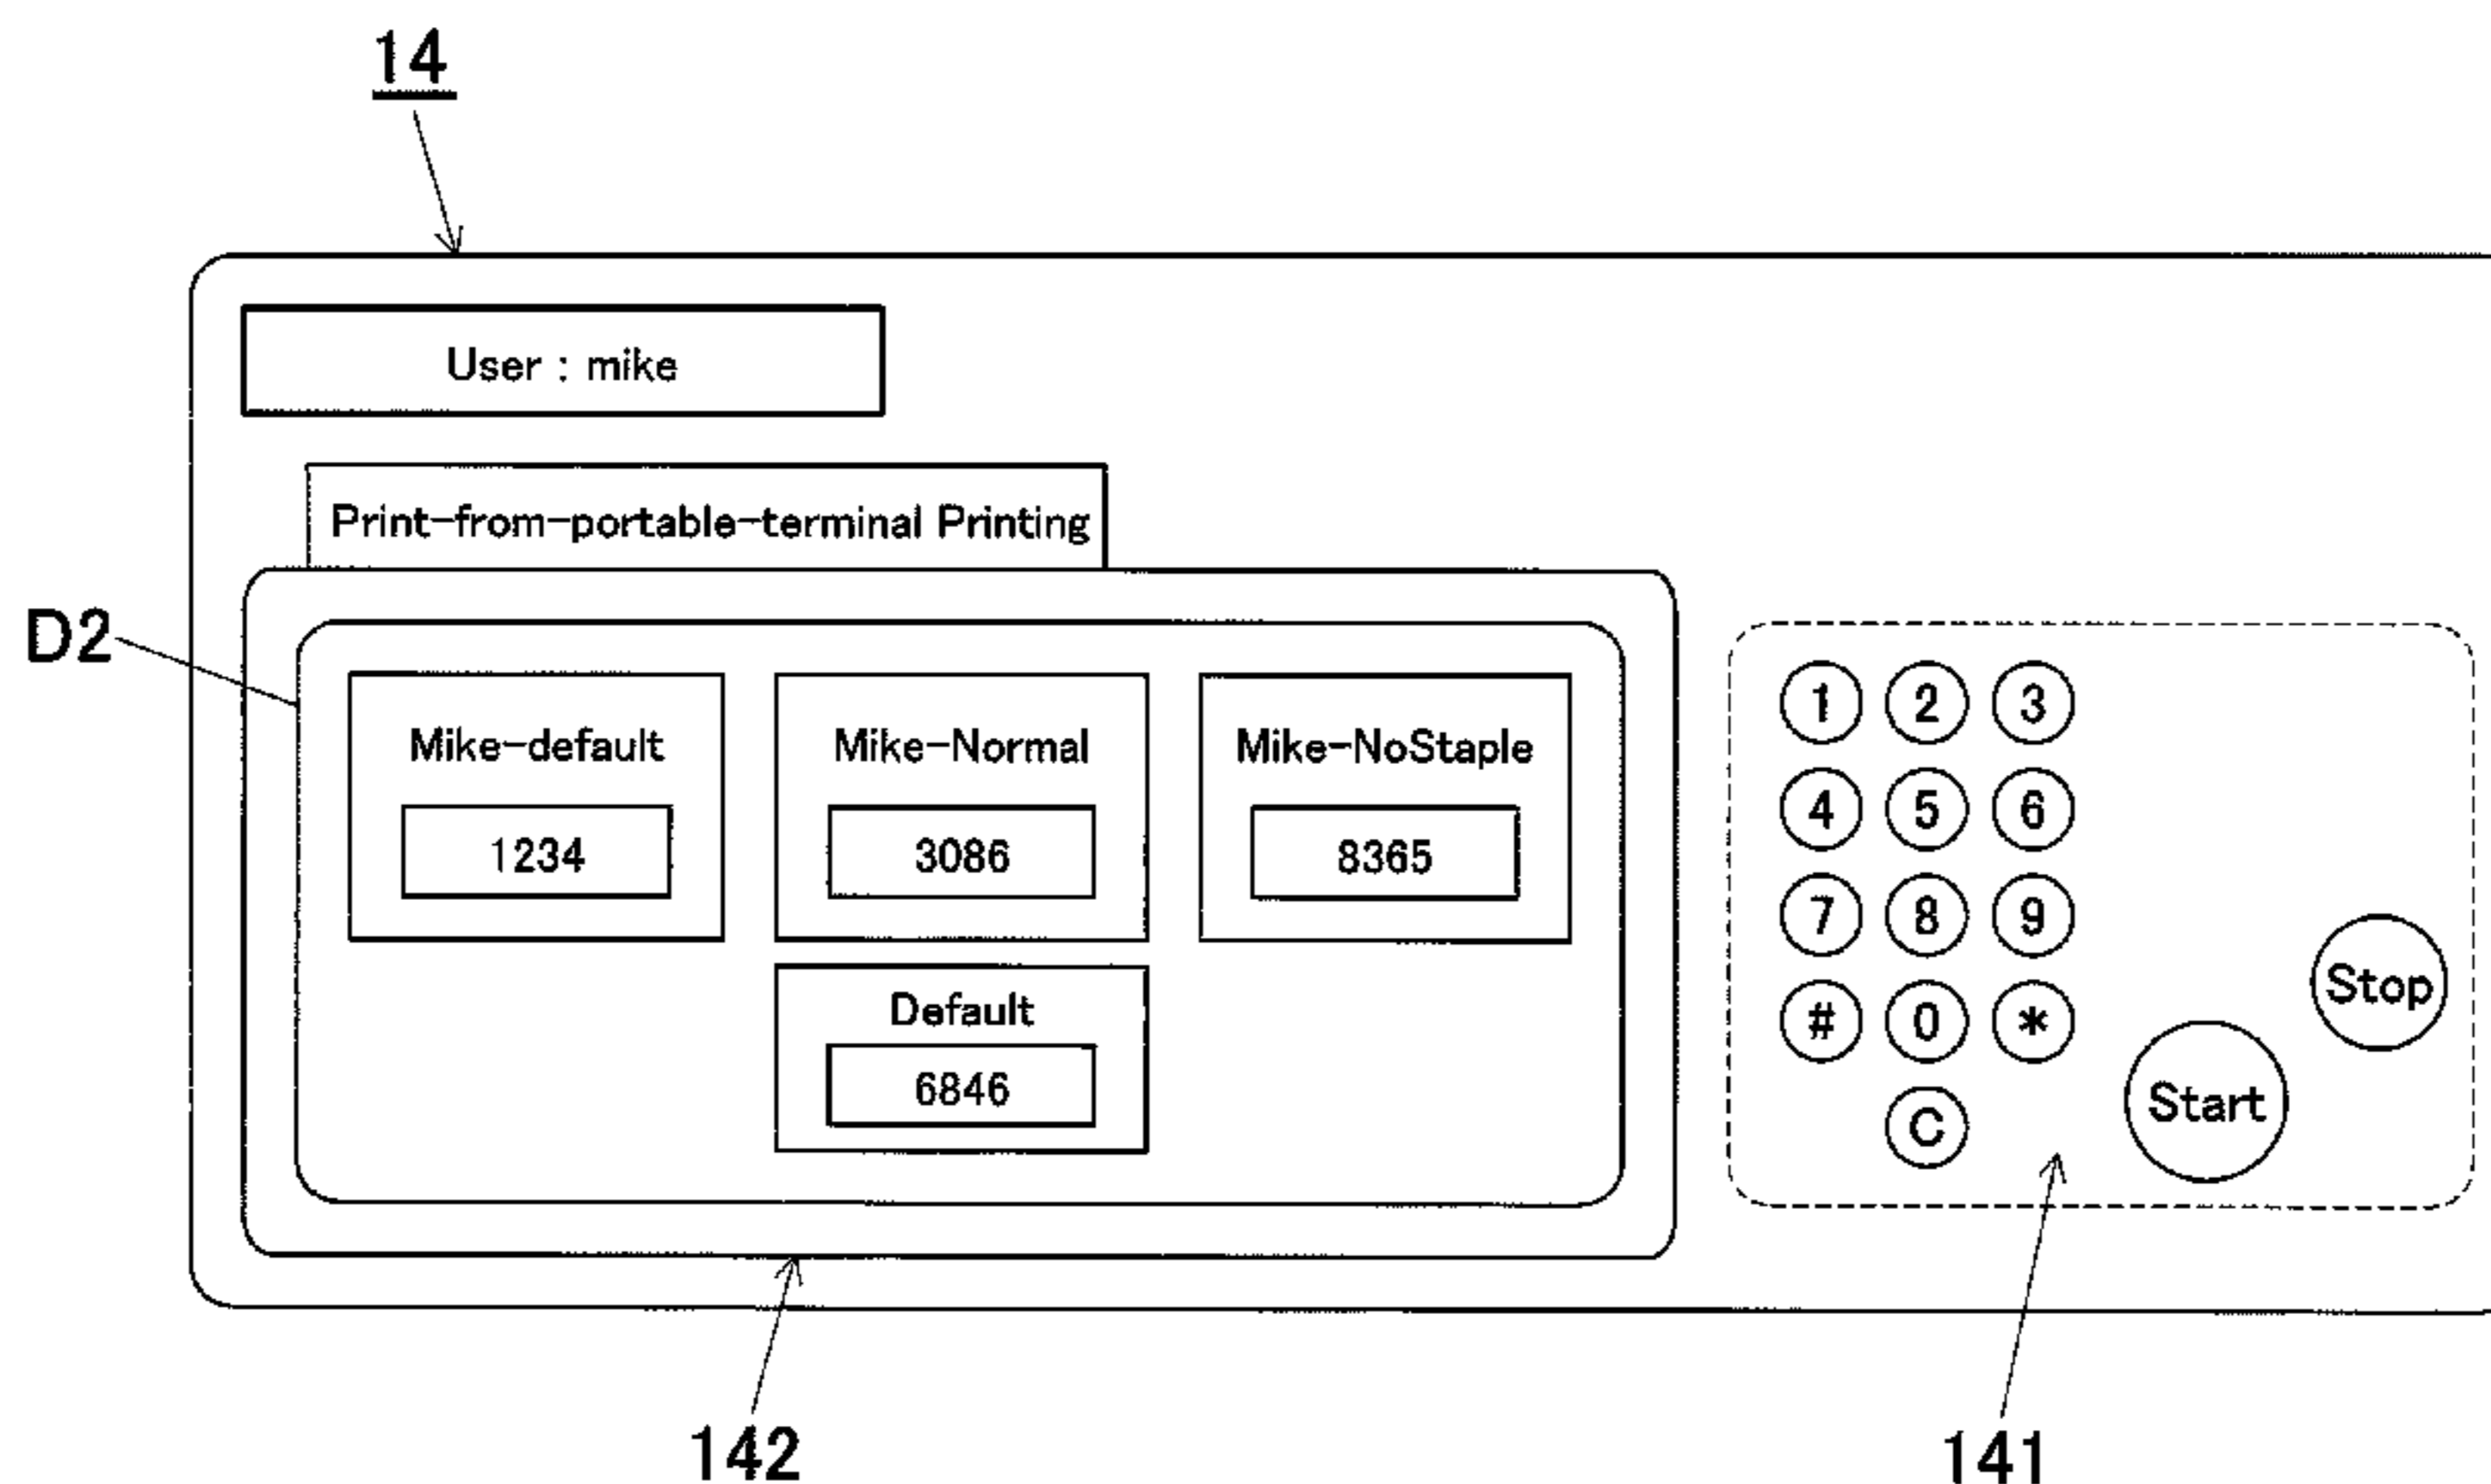 14
User : mike
Print-from-portable-terminal Printing
D2
Mike-default Mike-Normal Mike-NoStaple
1234 3086 8365
Default
6846
1 2 3
4 5 6
7 8 9
# 0 *
C
Stop
Start
142 141